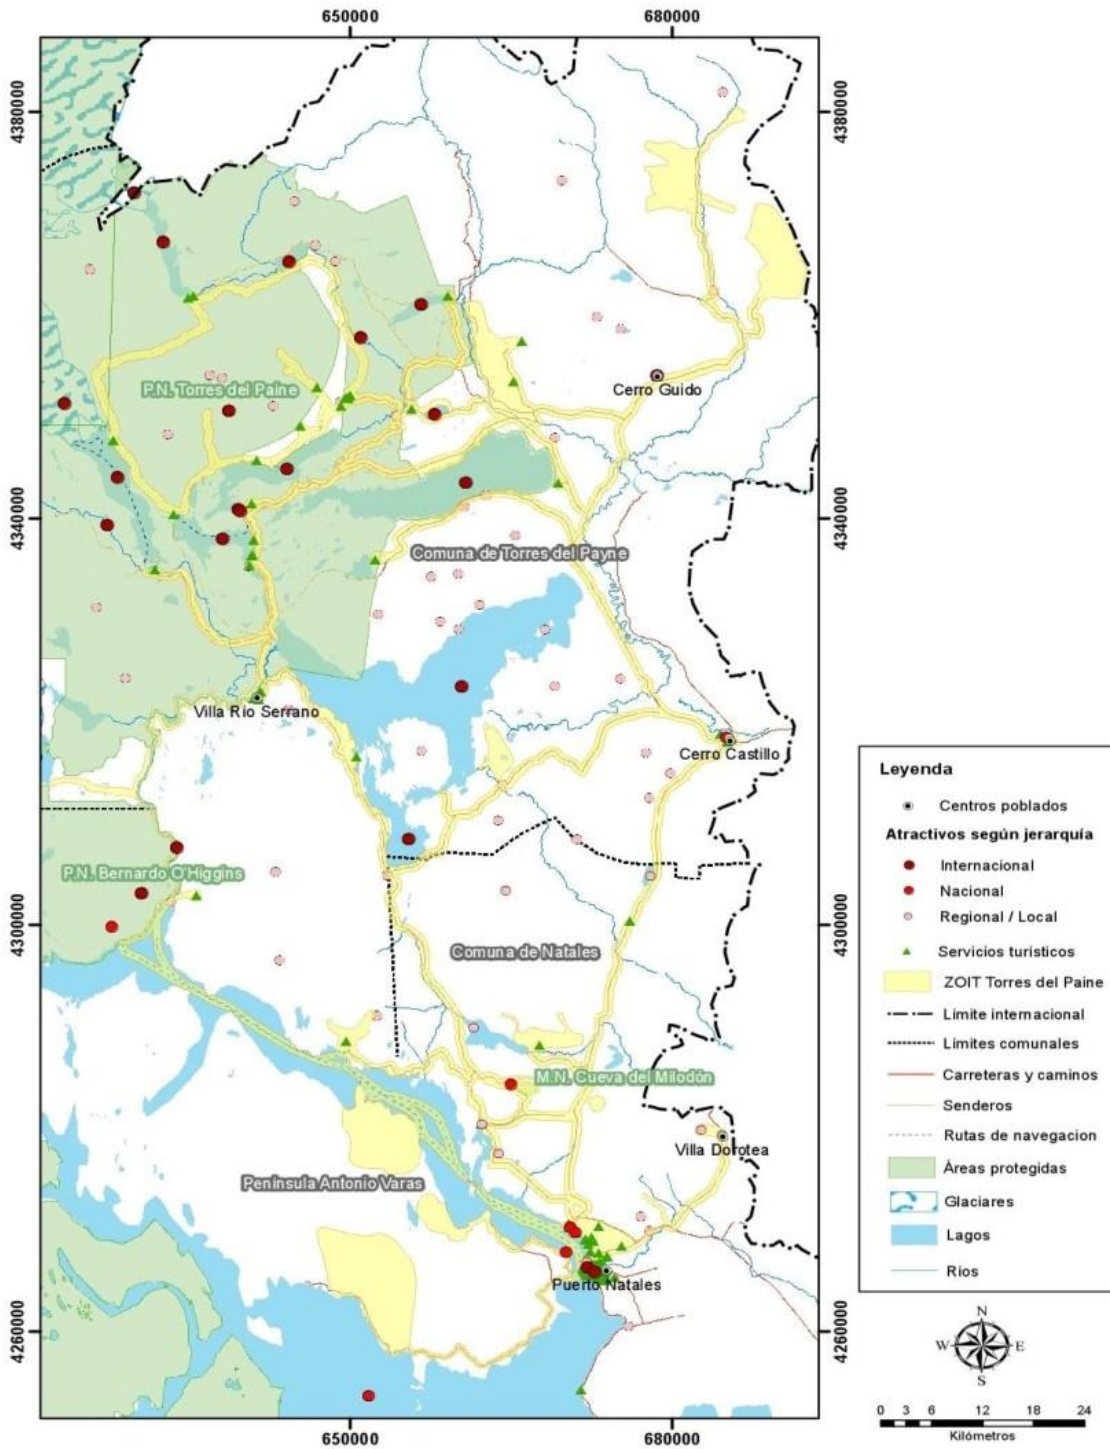 650000 680000
4380000 4380000
Cerro Guido
P.N. Torres del Paine
4340000 4340000
Comuna de Torres del Payne
Villa Río Serrano
Cerro Castillo
P.N. Bernardo O'Higgins
4300000 4300000
Comuna de Natales
M.N. Cueva del Milodón
Villa Dorotea
Península Antonio Varas
Puerto Natales
4260000 4260000
650000 680000
Leyenda
Centros poblados
Atractivos según jerarquía
Internacional
Nacional
Regional / Local
Servicios turísticos
ZOIT Torres del Paine
Límite internacional
Límites comunales
Carreteras y caminos
Senderos
Rutas de navegacion
Áreas protegidas
Glaciares
Lagos
Ríos
N
W E
S
0 3 6 12 18 24
Kilómetros